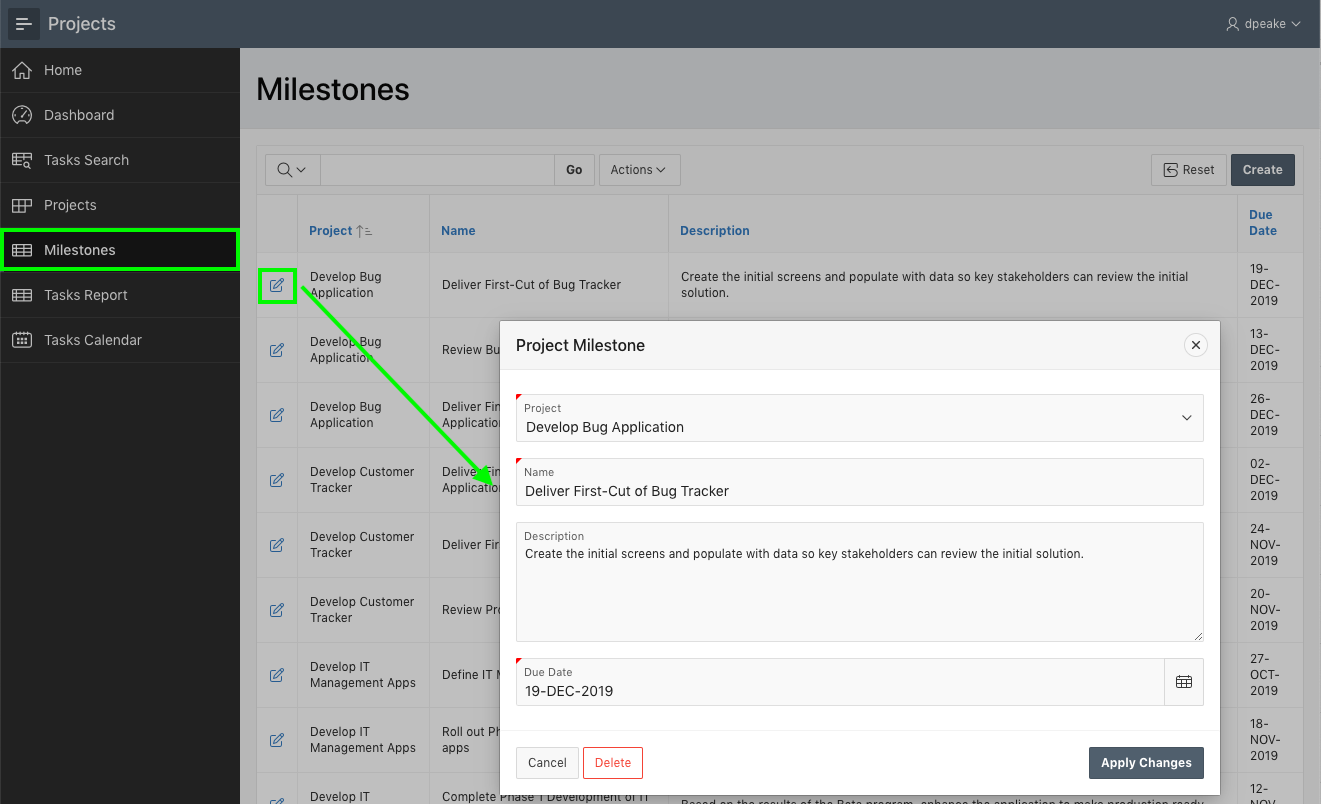 Projects
dpeake
Home
Dashboard
Tasks Search
Projects
Milestones
Tasks Report
Tasks Calendar
Milestones
Go
Actions
Reset
Create
Project
Name
Description
Due
Date
Develop Bug
Application
Deliver First-Cut of Bug Tracker
Create the initial screens and populate with data so key stakeholders can review the initial
solution.
19-
DEC-
2019
Develop Bug
Application
Review Bu
13-
DEC-
2019
Develop Bug
Application
Deliver Fin
Application
26-
DEC-
2019
Develop Customer
Tracker
Deliver Fin
Application
02-
DEC-
2019
Develop Customer
Tracker
Deliver Fir
24-
NOV-
2019
Develop Customer
Tracker
Review Pro
20-
NOV-
2019
Develop IT
Management Apps
Define IT M
27-
OCT-
2019
Develop IT
Management Apps
Roll out Ph
apps
18-
NOV-
2019
Develop IT
Complete Phase 1 Development of IT
Based on the results of the Beta program, enhance the application to make production ready
12-
Project Milestone
Project
Develop Bug Application
Name
Deliver First-Cut of Bug Tracker
Description
Create the initial screens and populate with data so key stakeholders can review the initial solution.
Due Date
19-DEC-2019
Cancel
Delete
Apply Changes